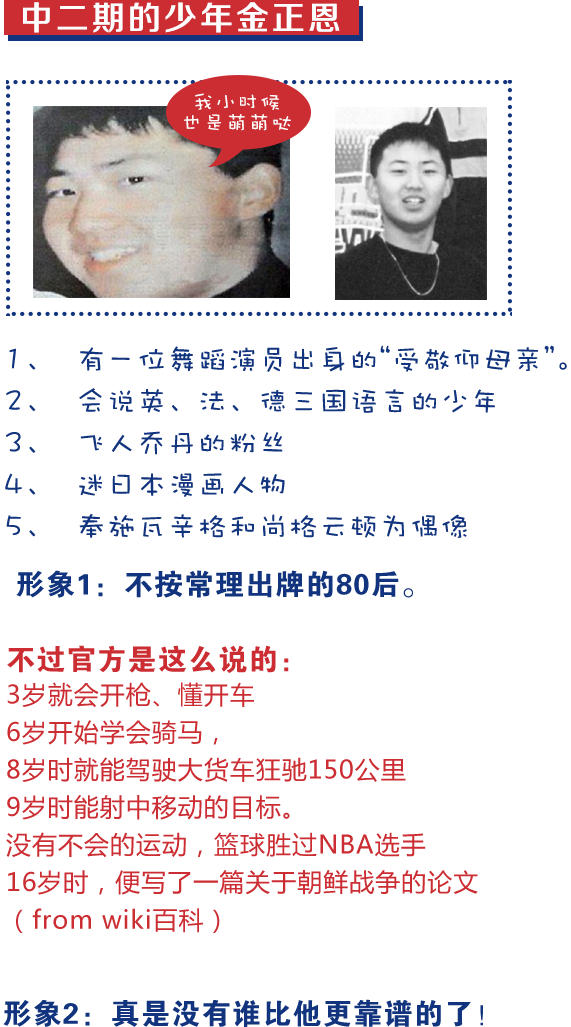 中二期的少年金正恩
我小时候
也是萌萌哒
1、 有一位舞蹈演员出身的“受敬仰母亲”。
2、 会说英、法、德三国语言的少年
3、 飞人乔丹的粉丝
4、 迷日本漫画人物
5、 奉施瓦辛格和尚格云顿为偶像
形象1：不按常理出牌的80后。
不过官方是这么说的：
3岁就会开枪、懂开车
6岁开始学会骑马，
8岁时就能驾驶大货车狂驰150公里
9岁时能射中移动的目标。
没有不会的运动，篮球胜过NBA选手
16岁时，便写了一篇关于朝鲜战争的论文
（from wiki百科）
形象2：真是没有谁比他更靠谱的了！